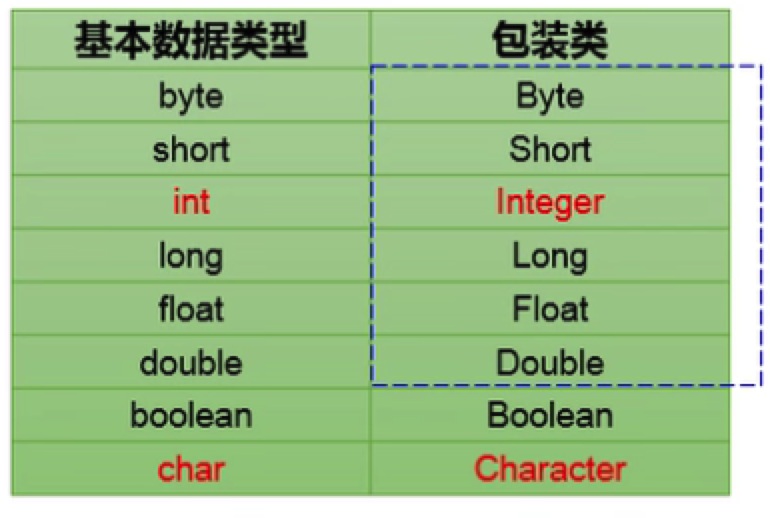 基本数据类型 包装类
byte Byte
short Short
int Integer
long Long
float Float
double Double
boolean Boolean
char Character